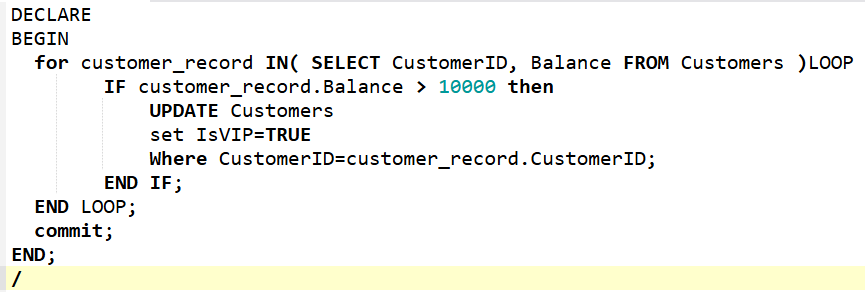 DECLARE
BEGIN
  for customer_record IN( SELECT CustomerID, Balance FROM Customers )LOOP
        IF customer_record.Balance > 10000 then
            UPDATE Customers
            set IsVIP=TRUE
            Where CustomerID=customer_record.CustomerID;
        END IF;
  END LOOP;
  commit;
END;
/